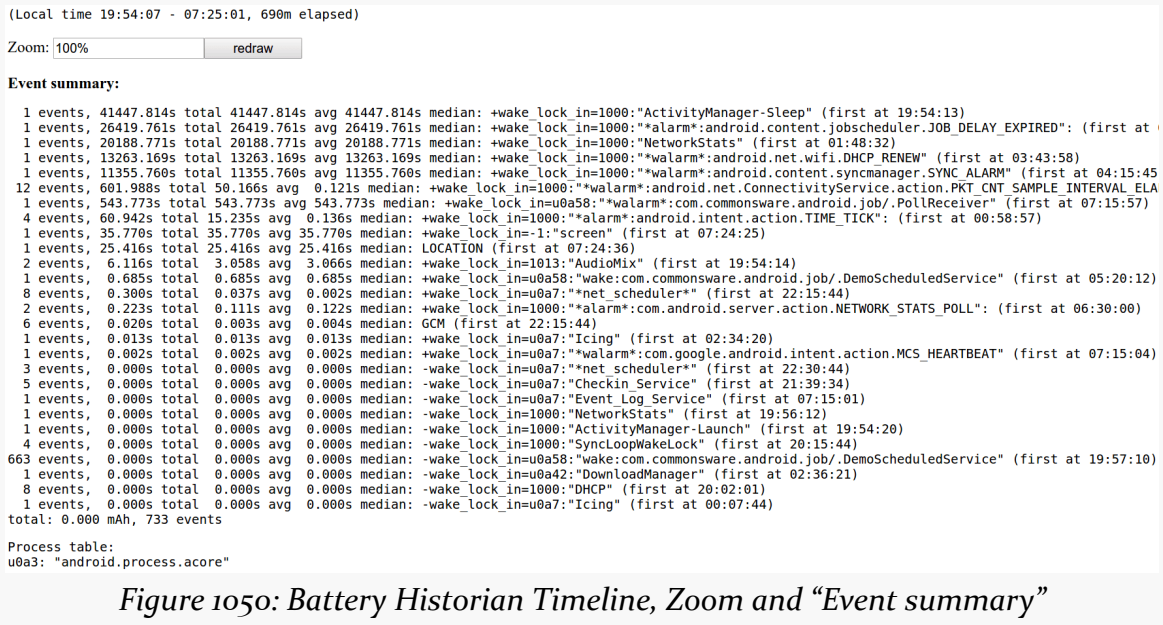 (Local time 19:54:07 - 07:25:01, 690m elapsed)
Zoom: 100% redraw
Event summary:
1 events, 41447.814s total 41447.814s avg 41447.814s median: +wake_lock_in=1000:"ActivityManager-Sleep" (first at 19:54:13)
1 events, 26419.761s total 26419.761s avg 26419.761s median: +wake_lock_in=1000:"*alarm*:android.content.jobscheduler.JOB_DELAY_EXPIRED": (first at
1 events, 20188.771s total 20188.771s avg 20188.771s median: +wake_lock_in=1000:"NetworkStats" (first at 01:48:32)
1 events, 13263.169s total 13263.169s avg 13263.169s median: +wake_lock_in=1000:"*walarm*:android.net.wifi.DHCP_RENEW" (first at 03:43:58)
1 events, 11355.760s total 11355.760s avg 11355.760s median: +wake_lock_in=1000:"*walarm*:android.content.syncmanager.SYNC_ALARM" (first at 04:15:45
12 events, 601.988s total 50.166s avg 0.121s median: +wake_lock_in=1000:"*walarm*:android.net.ConnectivityService.action.PKT_CNT_SAMPLE_INTERVAL_ELA
1 events, 543.773s total 543.773s avg 543.773s median: +wake_lock_in=u0a58:"*walarm*:com.commonsware.android.job/.PollReceiver" (first at 07:15:57)
4 events, 60.942s total 15.235s avg 0.136s median: +wake_lock_in=1000:"*alarm*:android.intent.action.TIME_TICK": (first at 00:58:57)
1 events, 35.770s total 35.770s avg 35.770s median: +wake_lock_in=-1:"screen" (first at 07:24:25)
1 events, 25.416s total 25.416s avg 25.416s median: LOCATION (first at 07:24:36)
2 events, 6.116s total 3.058s avg 3.066s median: +wake_lock_in=1013:"AudioMix" (first at 19:54:14)
1 events, 0.685s total 0.685s avg 0.685s median: +wake_lock_in=u0a58:"wake:com.commonsware.android.job/.DemoScheduledService" (first at 05:20:12)
8 events, 0.300s total 0.037s avg 0.002s median: +wake_lock_in=u0a7:"*net_scheduler*" (first at 22:15:44)
2 events, 0.223s total 0.111s avg 0.122s median: +wake_lock_in=1000:"*alarm*:com.android.server.action.NETWORK_STATS_POLL": (first at 06:30:00)
6 events, 0.020s total 0.003s avg 0.004s median: GCM (first at 22:15:44)
1 events, 0.013s total 0.013s avg 0.013s median: +wake_lock_in=u0a7:"Icing" (first at 02:34:20)
1 events, 0.002s total 0.002s avg 0.002s median: +wake_lock_in=u0a7:"*walarm*:com.google.android.intent.action.MCS_HEARTBEAT" (first at 07:15:04)
3 events, 0.000s total 0.000s avg 0.000s median: -wake_lock_in=u0a7:"*net_scheduler*" (first at 22:30:44)
5 events, 0.000s total 0.000s avg 0.000s median: -wake_lock_in=u0a7:"Checkin_Service" (first at 21:39:34)
1 events, 0.000s total 0.000s avg 0.000s median: -wake_lock_in=u0a7:"Event_Log_Service" (first at 07:15:01)
1 events, 0.000s total 0.000s avg 0.000s median: -wake_lock_in=1000:"NetworkStats" (first at 19:56:12)
1 events, 0.000s total 0.000s avg 0.000s median: -wake_lock_in=1000:"ActivityManager-Launch" (first at 19:54:20)
4 events, 0.000s total 0.000s avg 0.000s median: -wake_lock_in=1000:"SyncLoopWakeLock" (first at 20:15:44)
663 events, 0.000s total 0.000s avg 0.000s median: -wake_lock_in=u0a58:"wake:com.commonsware.android.job/.DemoScheduledService" (first at 19:57:10)
1 events, 0.000s total 0.000s avg 0.000s median: -wake_lock_in=u0a42:"DownloadManager" (first at 02:36:21)
8 events, 0.000s total 0.000s avg 0.000s median: -wake_lock_in=1000:"DHCP" (first at 20:02:01)
1 events, 0.000s total 0.000s avg 0.000s median: -wake_lock_in=u0a7:"Icing" (first at 00:07:44)
total: 0.000 mAh, 733 events
Process table:
u0a3: "android.process.acore"
Figure 1050: Battery Historian Timeline, Zoom and “Event summary”